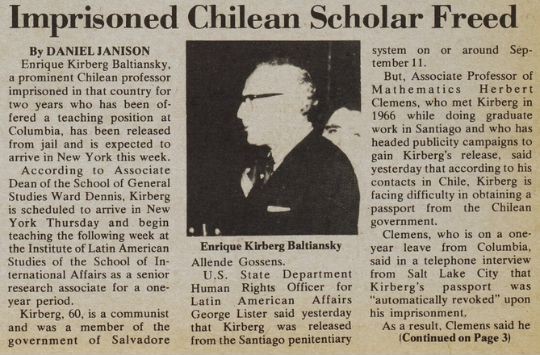 Imprisoned Chilean Scholar Freed
By DANIEL JANISON
Enrique Kirberg Baltiansky,
a prominent Chilean professor
imprisoned in that country for
two years who has been of-
fered a teaching position at
Columbia, has been released
from jail and is expected to
arrive in New York this week.
According to Associate
Dean of the School of General
Studies Ward Dennis, Kirberg
is scheduled to arrive in New
York Thursday and begin
teaching the following week at
the Institute of Latin American
Studies of the School of In-
ternational Affairs as a senior
research associate for a one-
year period.
Kirberg, 60, is a communist
and was a member of the
government of Salvadore
Enrique Kirberg Baltiansky
Allende Gossens.
U.S. State Department
Human Rights Officer for
Latin American Affairs
George Lister said yesterday
that Kirberg was released
from the Santiago penitentiary
system on or around Sep-
tember 11.
But, Associate Professor of
Mathematics Herbert
Clemens, who met Kirberg in
1966 while doing graduate
work in Santiago and who has
headed publicity campaigns to
gain Kirberg's release, said
yesterday that according to his
contacts in Chile, Kirberg is
facing difficulty in obtaining a
passport from the Chilean
government.
Clemens, who is on a one-
year leave from Columbia,
said in a telephone interview
from Salt Lake City that
Kirberg's passport was
"automatically revoked" upon
his imprisonment.
As a result, Clemens said he
(Continued on Page 3)